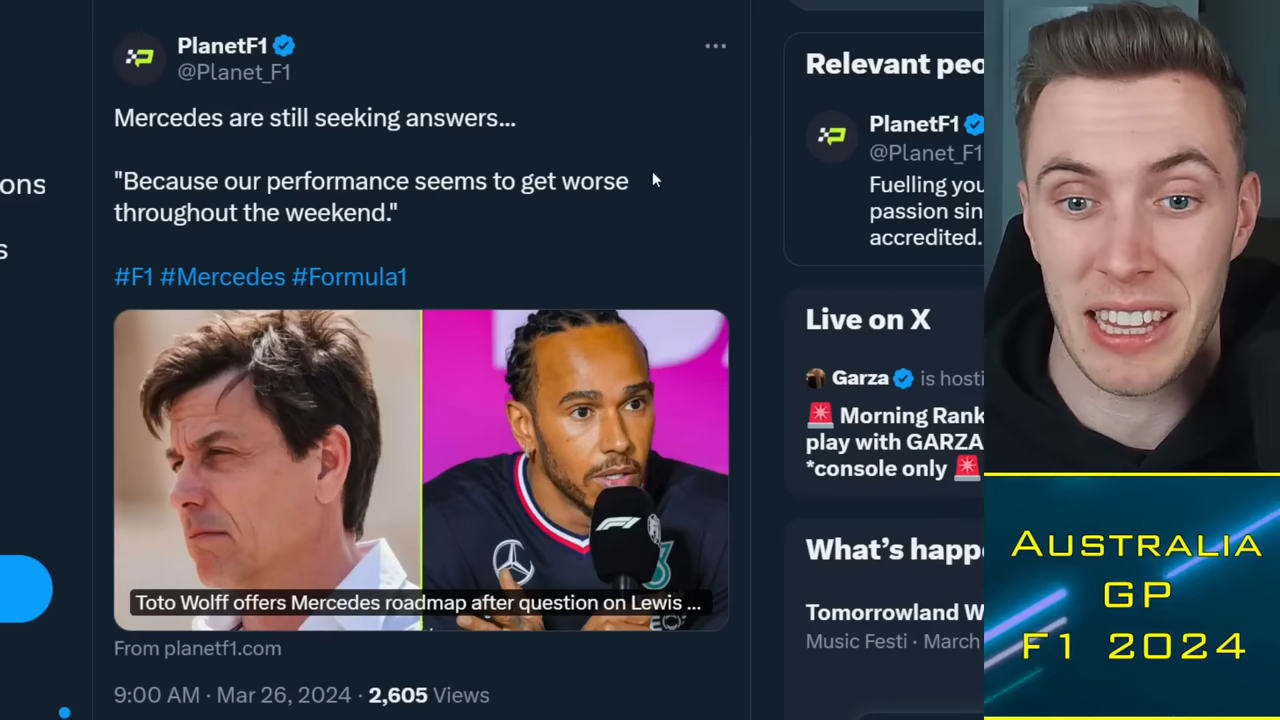 PlanetF1
@Planet_F1
Mercedes are still seeking answers...
"Because our performance seems to get worse
throughout the weekend."
#F1 #Mercedes #Formula1
Toto Wolff offers Mercedes roadmap after question on Lewis ...
From planetf1.com
9:00 AM · Mar 26, 2024 · 2,605 Views
ons
s
Relevant peo
PlanetF1
@Planet_F1
Fuelling you
passion sin
accredited.
Live on X
Garza is hosti
🚨 Morning Rank
play with GARZA
*console only 🚨
What's happe
Tomorrowland W
Music Festi · March
AUSTRALIA
GP
F1 2024